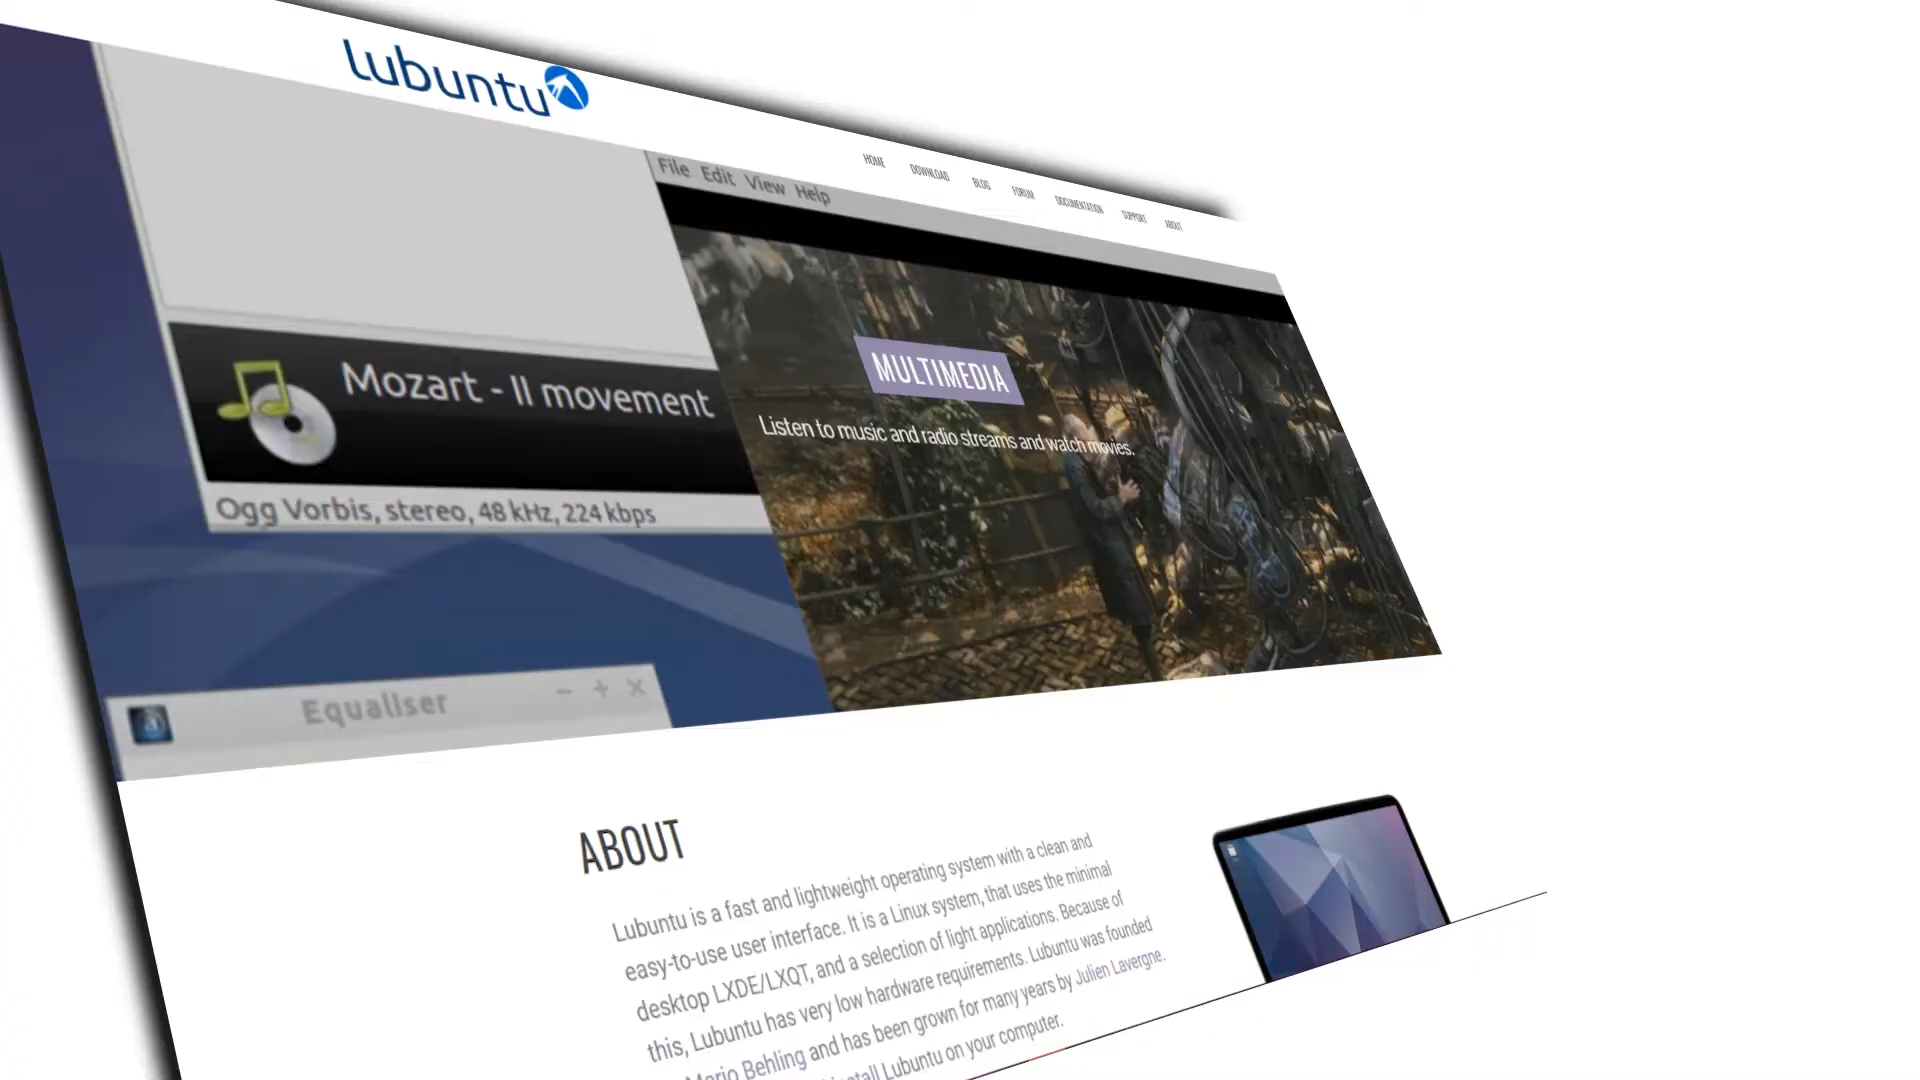 lubuntu
HOME DOWNLOAD BLOG FORUM DOCUMENTATION SUPPORT ABOUT
File Edit View Help
MULTIMEDIA
Listen to music and radio streams and watch movies.
Mozart - II movement
Ogg Vorbis, stereo, 48 kHz, 224 kbps
Equaliser
ABOUT
Lubuntu is a fast and lightweight operating system with a clean and
easy-to-use user interface. It is a Linux system, that uses the minimal
desktop LXDE/LXQT, and a selection of light applications. Because of
this, Lubuntu has very low hardware requirements. Lubuntu was founded
Mario Behling and has been grown for many years by Julien Lavergne.
Lubuntu on your computer.